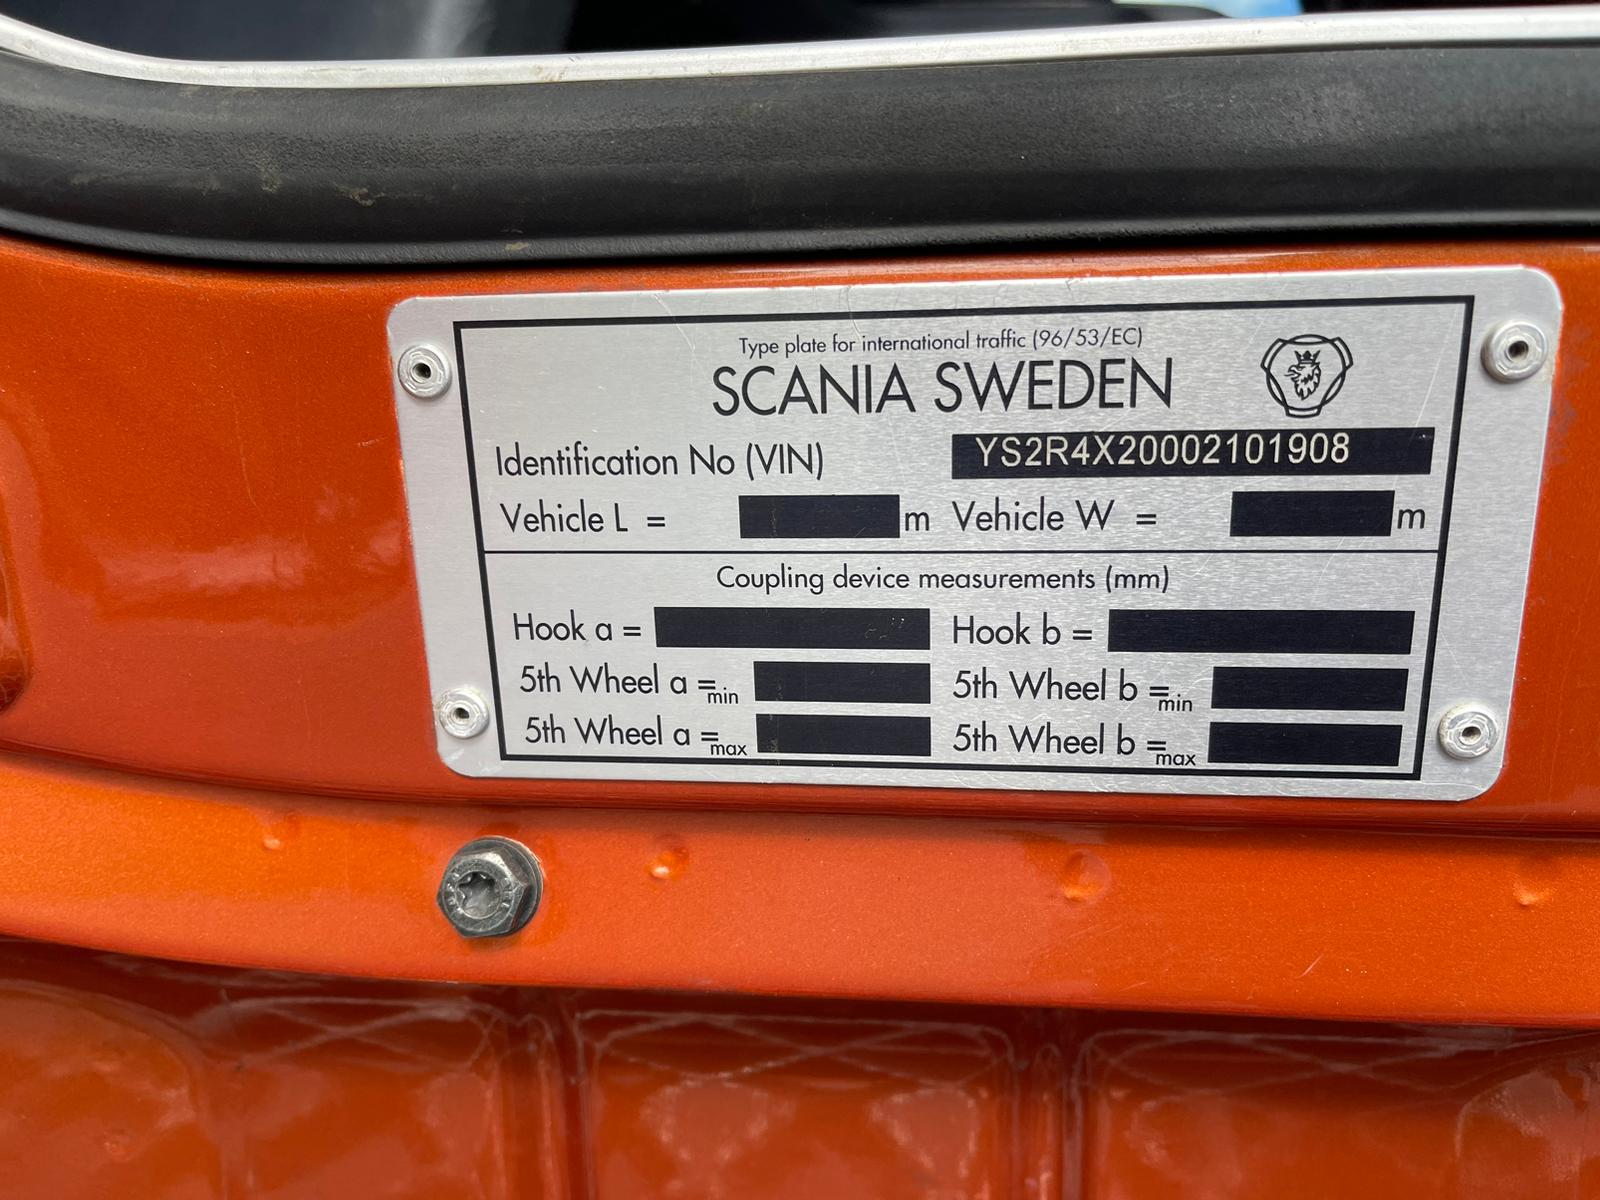 Type plate for international traffic (96/53/EC)
SCANIA SWEDEN
Identification No (VIN) YS2R4X20002101908
Vehicle L = m Vehicle W = m
Coupling device measurements (mm)
Hook a = Hook b =
5th Wheel a = min 5th Wheel b = min
5th Wheel a = max 5th Wheel b = max